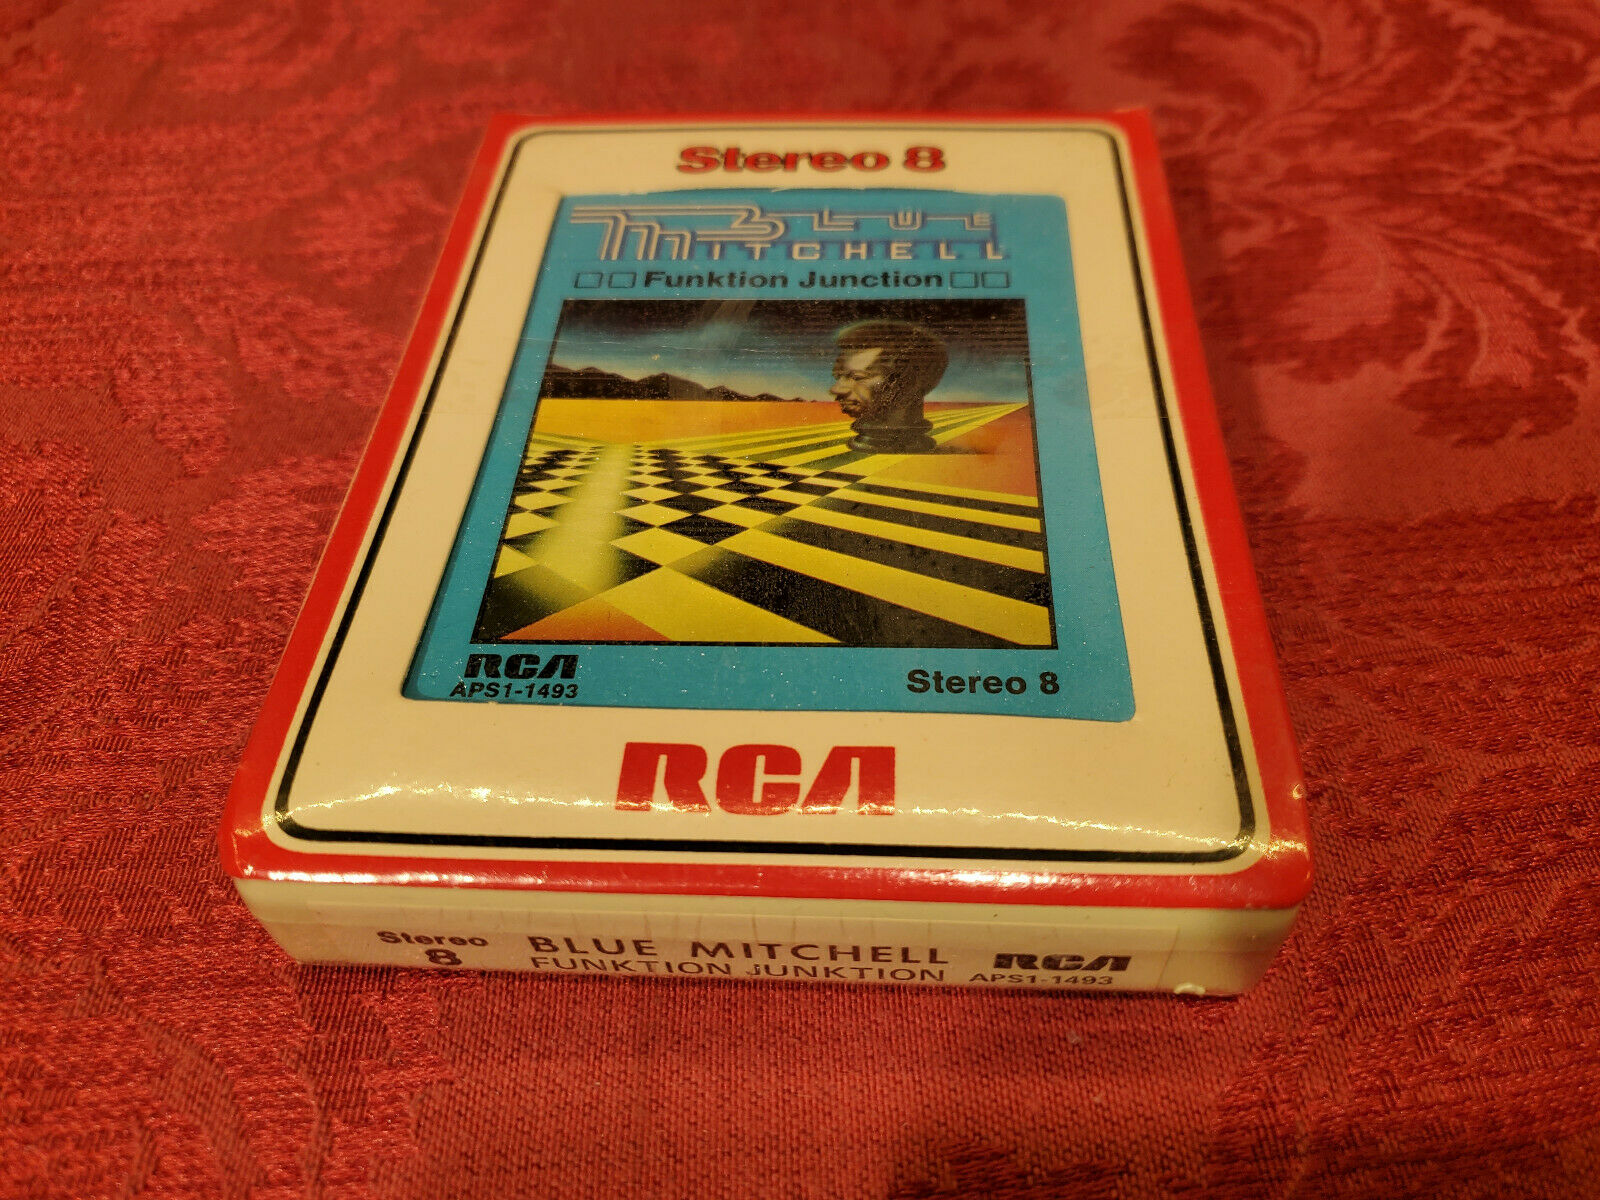 Stereo 8
BLUE
MITCHELL
Funktion Junction
RCA
APS1-1493
Stereo 8
RCA
Stereo
8
BLUE MITCHELL
FUNKTION JUNKTION
RCA
APS1-1493